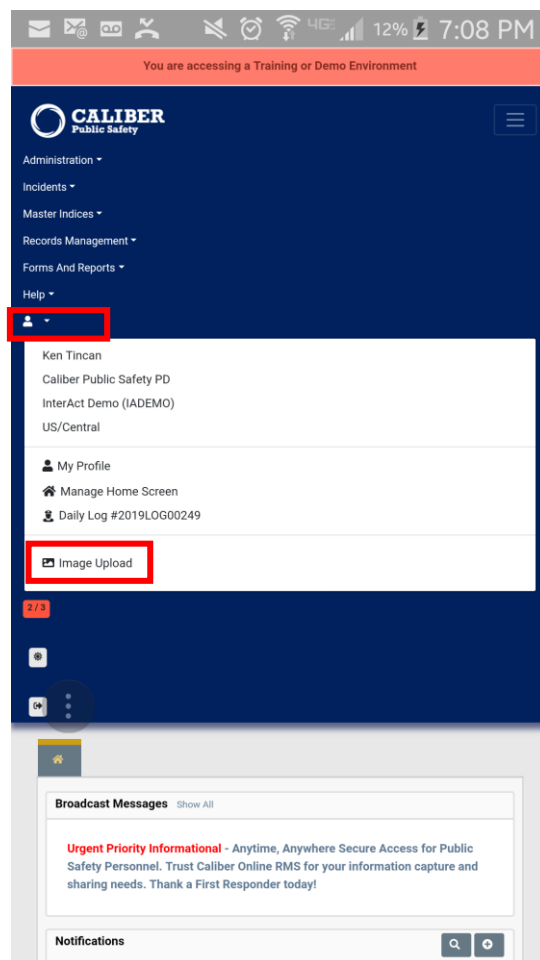 4G 12% 7:08 PM
You are accessing a Training or Demo Environment
CALIBER
Public Safety
Administration
Incidents
Master Indices
Records Management
Forms And Reports
Help
Ken Tincan
Caliber Public Safety PD
InterAct Demo (IADEMO)
US/Central
My Profile
Manage Home Screen
Daily Log #2019LOG00249
Image Upload
2 / 3
Broadcast Messages Show All
Urgent Priority Informational - Anytime, Anywhere Secure Access for Public
Safety Personnel. Trust Caliber Online RMS for your information capture and
sharing needs. Thank a First Responder today!
Notifications